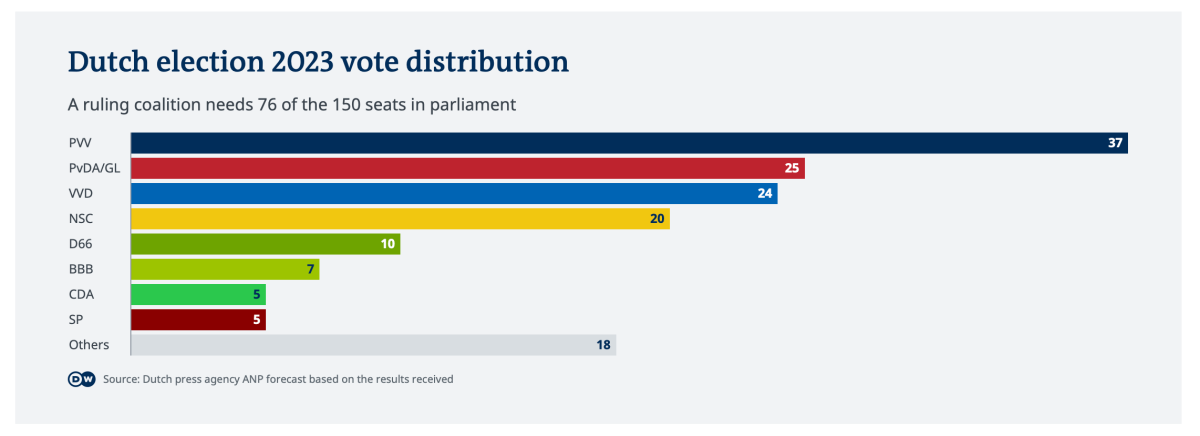 Dutch election 2023 vote distribution
A ruling coalition needs 76 of the 150 seats in parliament
PVV 37
PvDA/GL 25
VVD 24
NSC 20
D66 10
BBB 7
CDA 5
SP 5
Others 18
DW Source: Dutch press agency ANP forecast based on the results received